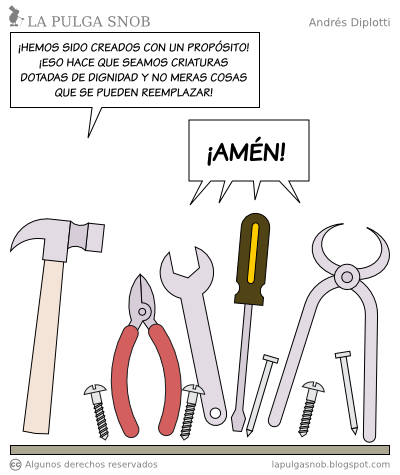 LA PULGA SNOB
Andrés Diplotti
¡HEMOS SIDO CREADOS CON UN PROPÓSITO!
¡ESO HACE QUE SEAMOS CRIATURAS
DOTADAS DE DIGNIDAD Y NO MERAS COSAS
QUE SE PUEDEN REEMPLAZAR!
¡AMÉN!
cc Algunos derechos reservados
lapulgasnob.blogspot.com